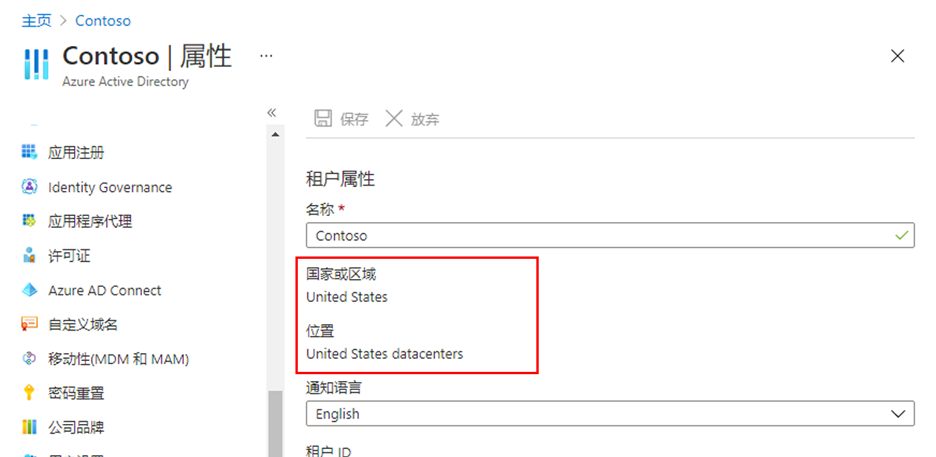 主页 > Contoso
Contoso | 属性 ...
Azure Active Directory
«
保存 放弃
应用注册
Identity Governance
应用程序代理
许可证
Azure AD Connect
自定义域名
移动性(MDM 和 MAM)
密码重置
公司品牌
租户属性
名称 *
Contoso
国家或区域
United States
位置
United States datacenters
通知语言
English
租户 ID